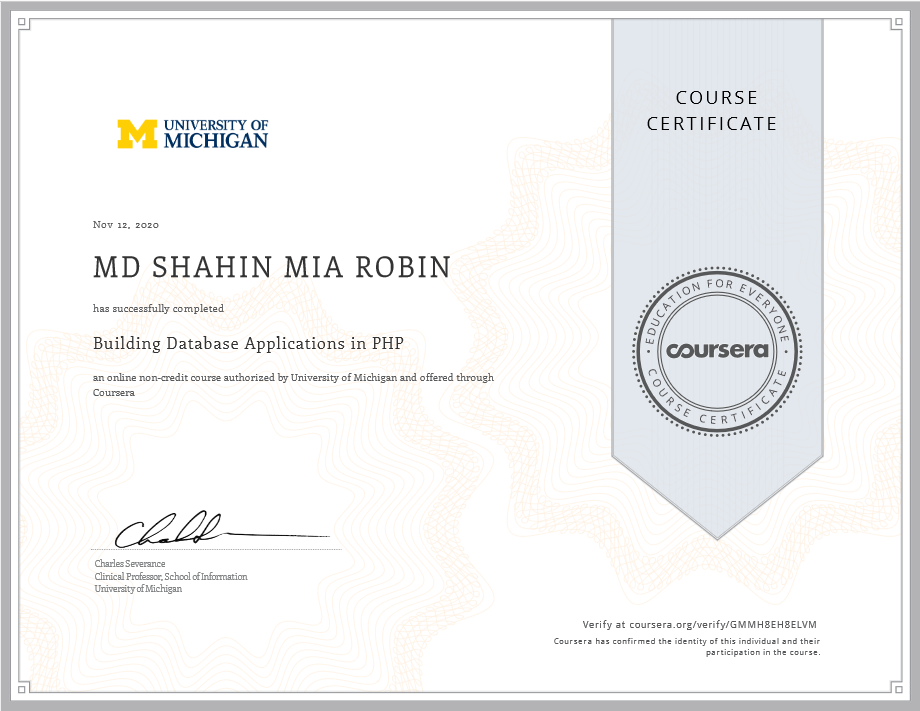 UNIVERSITY OF
MICHIGAN
COURSE
CERTIFICATE
Nov 12, 2020
MD SHAHIN MIA ROBIN
has successfully completed
Building Database Applications in PHP
an online non-credit course authorized by University of Michigan and offered through
Coursera
EDUCATION FOR EVERYONE
coursera
COURSE CERTIFICATE
Charles Severance
Clinical Professor, School of Information
University of Michigan
Verify at coursera.org/verify/GMMH8EH8ELVM
Coursera has confirmed the identity of this individual and their
participation in the course.